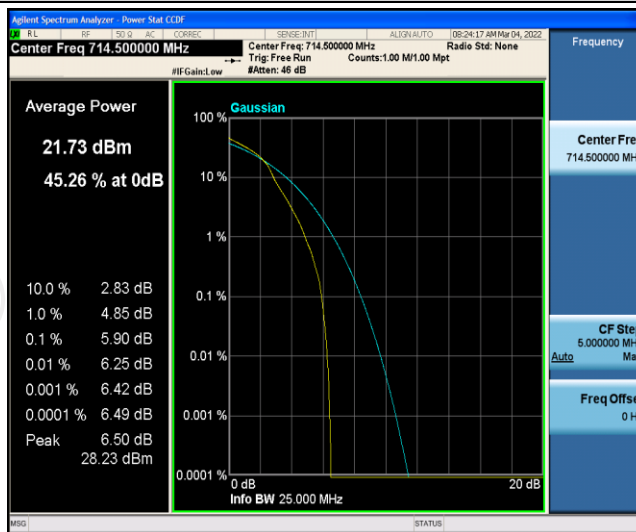 Agilent Spectrum Analyzer - Power Stat CCDF
RL RF 50 Ω AC CORREC SENSE:INT ALIGN AUTO 08:24:17 AM Mar 04, 2022
Center Freq 714.500000 MHz
Center Freq: 714.500000 MHz Radio Std: None
Trig: Free Run Counts:1.00 M/1.00 Mpt
#IFGain:Low #Atten: 46 dB
Frequency
Average Power
21.73 dBm
45.26 % at 0dB
10.0 % 2.83 dB
1.0 % 4.85 dB
0.1 % 5.90 dB
0.01 % 6.25 dB
0.001 % 6.42 dB
0.0001 % 6.49 dB
Peak 6.50 dB
28.23 dBm
Gaussian
100 %
10 %
1 %
0.1 %
0.01 %
0.001 %
0.0001 %
0 dB 20 dB
Info BW 25.000 MHz
Center Fre
714.500000 MH
CF Ste
5.000000 MH
Auto Ma
Freq Offse
0 H
MSG STATUS